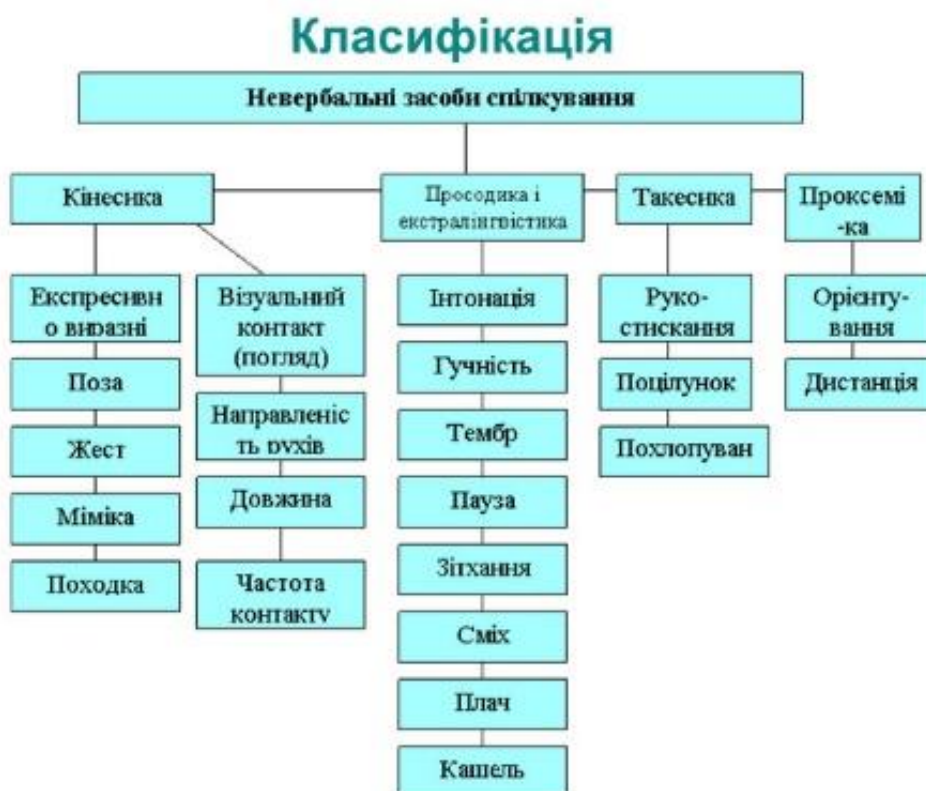 Класифікація
Невербальні засоби спілкування
Кінесика
Просодика і
екстралінгвістика
Такесика
Проксемі
-ка
Експресивн
о виразні
Поза
Жест
Міміка
Походка
Візуальний
контакт
(погляд)
Направленіс
ть рухів
Довжина
Частота
контакту
Інтонація
Гучність
Тембр
Пауза
Зітхання
Сміх
Плач
Кашель
Руко-
стискання
Поцілунок
Похлопуван
Орієнту-
вання
Дистанція